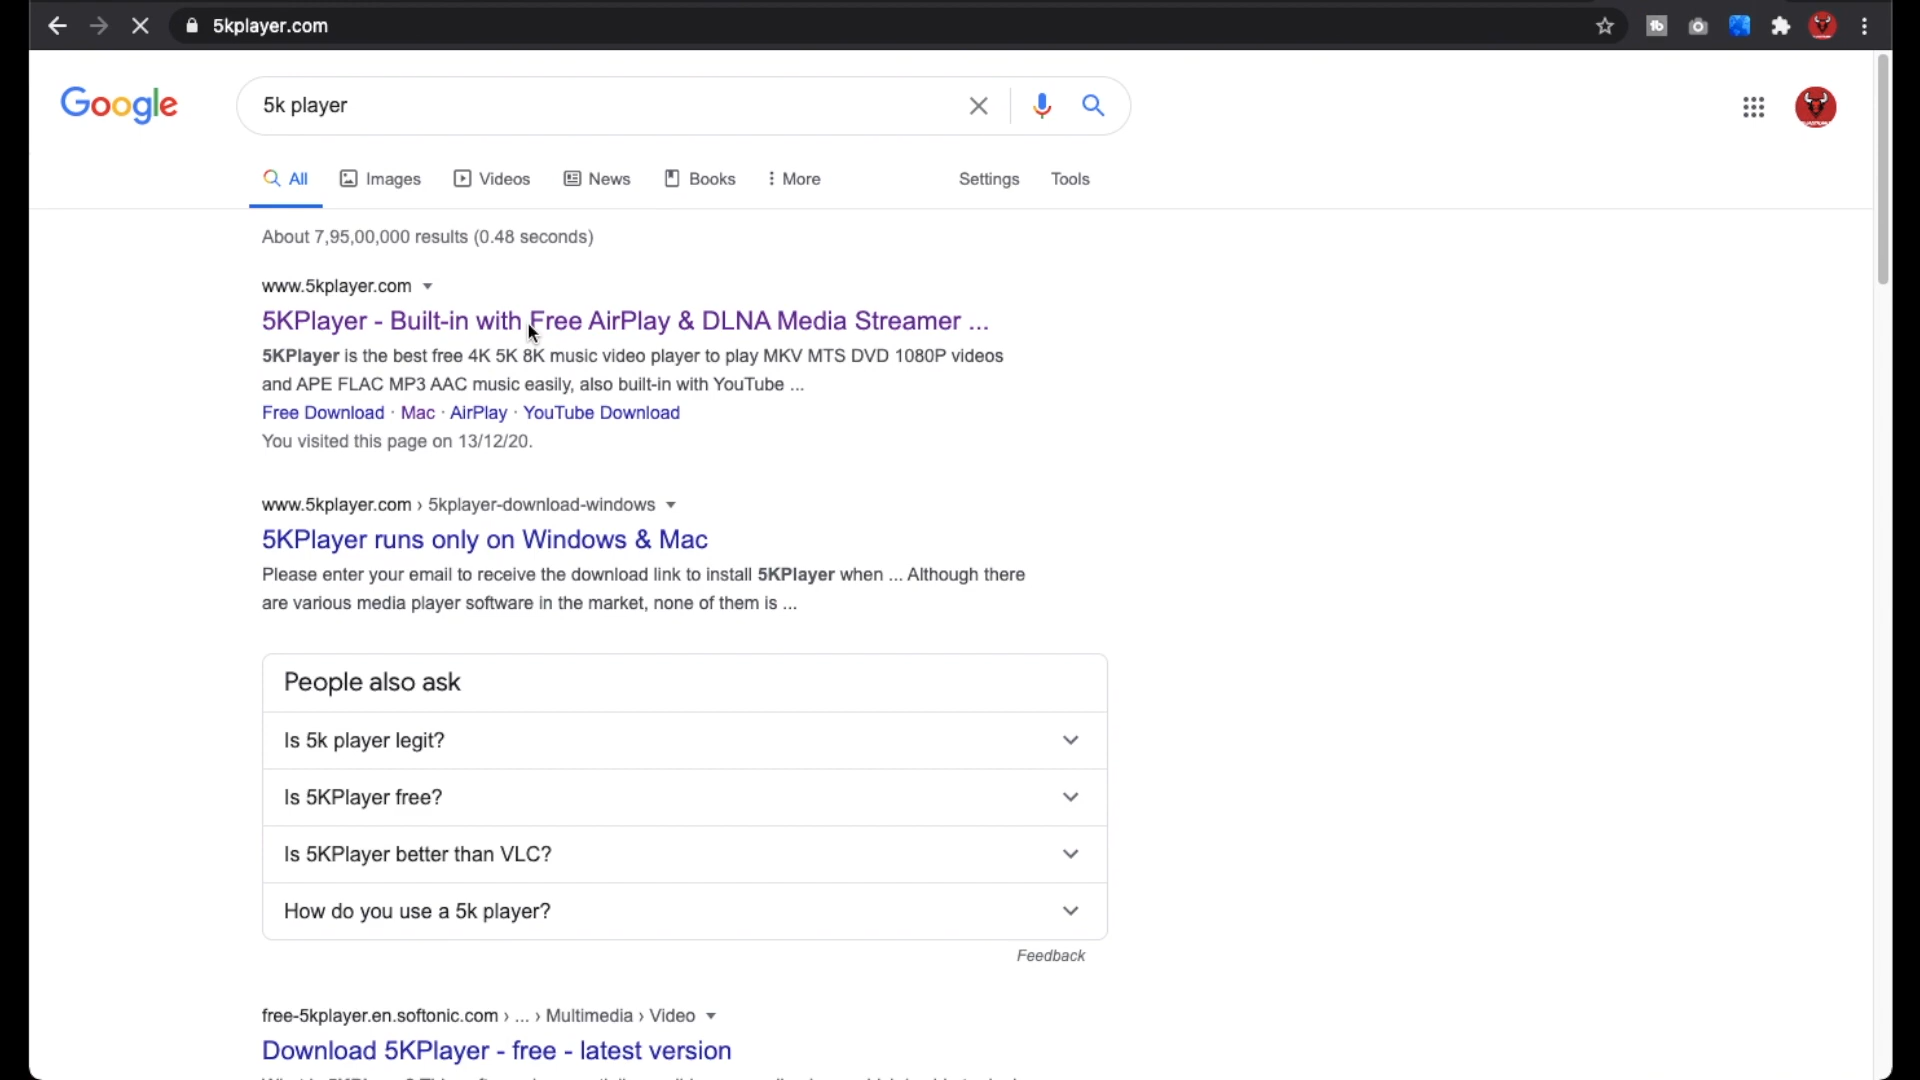 5kplayer.com
Google
5k player
All
Images
Videos
News
Books
More
Settings
Tools
About 7,95,00,000 results (0.48 seconds)
www.5kplayer.com
5KPlayer - Built-in with Free AirPlay & DLNA Media Streamer ...
5KPlayer is the best free 4K 5K 8K music video player to play MKV MTS DVD 1080P videos
and APE FLAC MP3 AAC music easily, also built-in with YouTube ...
Free Download · Mac · AirPlay · YouTube Download
You visited this page on 13/12/20.
www.5kplayer.com › 5kplayer-download-windows
5KPlayer runs only on Windows & Mac
Please enter your email to receive the download link to install 5KPlayer when ... Although there
are various media player software in the market, none of them is ...
People also ask
Is 5k player legit?
Is 5KPlayer free?
Is 5KPlayer better than VLC?
How do you use a 5k player?
Feedback
free-5kplayer.en.softonic.com › ... › Multimedia › Video
Download 5KPlayer - free - latest version